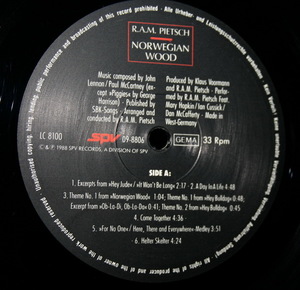 R.A.M. PIETSCH
NORWEGIAN
WOOD
Music composed by John
Lennon / Paul McCartney (ex-
cept »Piggies« by George
Harrison) · Published by
SBK-Songs · Arranged and
conducted by R.A.M. Pietsch
Produced by Klaus Voormann
and R.A.M. Pietsch · Perfor-
med by R.A.M. Pietsch Feat.
Mary Hopkin / Ian Cussick /
Dan McCafferty · Made in
West-Germany
LC 8100
SPV
09-8806
GEMA
33 Rpm
℗ & © 1988 SPV RECORDS, A DIVISION OF SPV
SIDE A:
1. Excerpts from »Hey Jude« / »It Won't Be Long« 2:17 · 2. A Day In A Life 4:48
3. Theme No. 1 from »Norwegian Wood« 1:04; Theme No. 1 from »Hey Bulldog«;
Excerpt from »Ob-La-Di, Ob-La-Da« 0:41; Theme No. 2 from »Hey Bulldog« 0:45
4. Come Together 4:36
5. »For No One« / Here, There and Everywhere« Medley 3:51
6. Helter Skelter 4:24